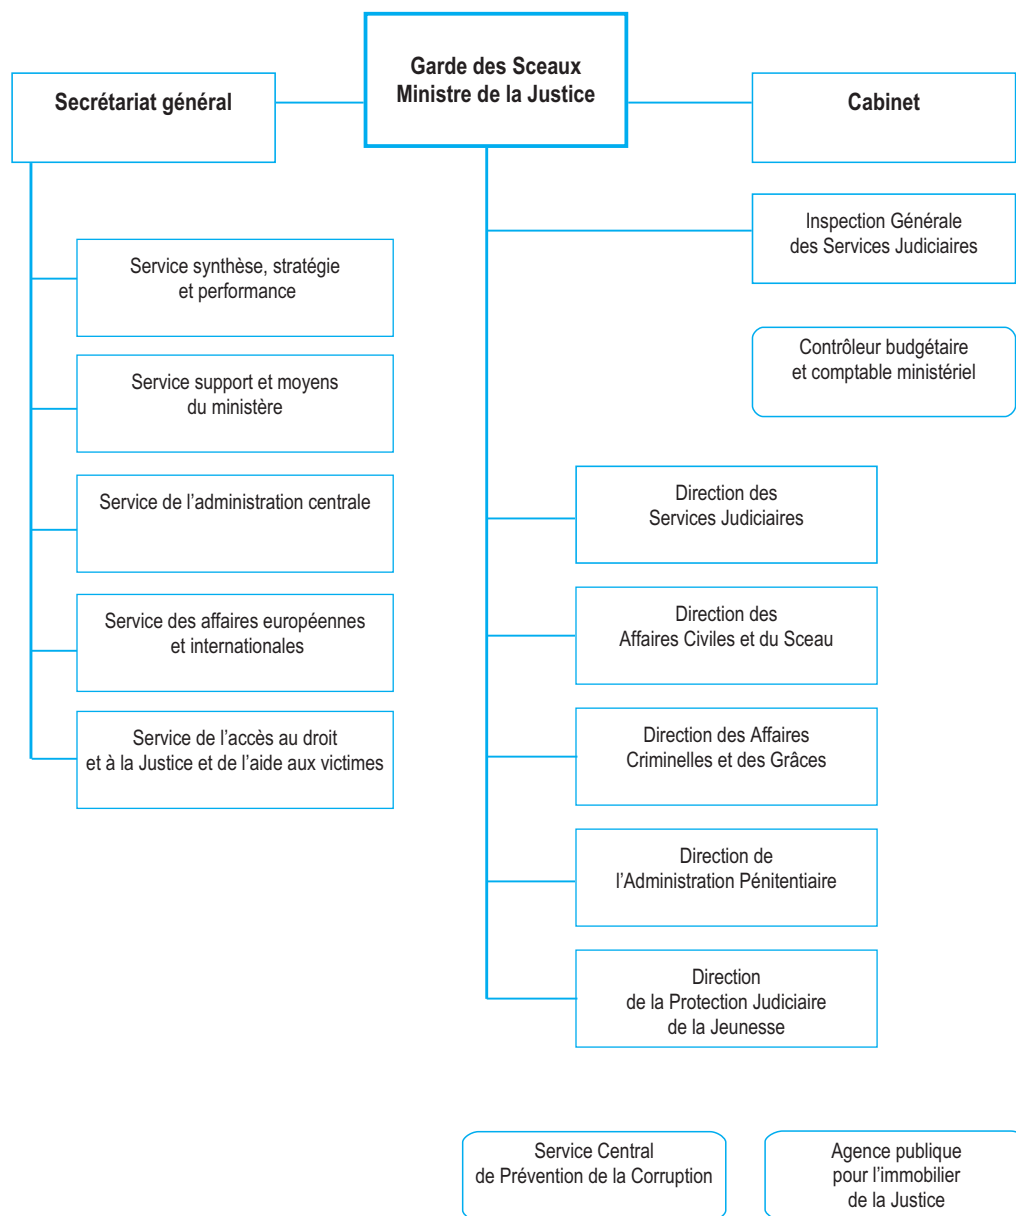 Garde des Sceaux
Ministre de la Justice
Secrétariat général
Cabinet
Inspection Générale
des Services Judiciaires
Service synthèse, stratégie
et performance
Contrôleur budgétaire
et comptable ministériel
Service support et moyens
du ministère
Service de l’administration centrale
Direction des
Services Judiciaires
Service des affaires européennes
et internationales
Direction des
Affaires Civiles et du Sceau
Service de l’accès au droit
et à la Justice et de l’aide aux victimes
Direction des Affaires
Criminelles et des Grâces
Direction de
l’Administration Pénitentiaire
Direction
de la Protection Judiciaire
de la Jeunesse
Service Central
de Prévention de la Corruption
Agence publique
pour l’immobilier
de la Justice